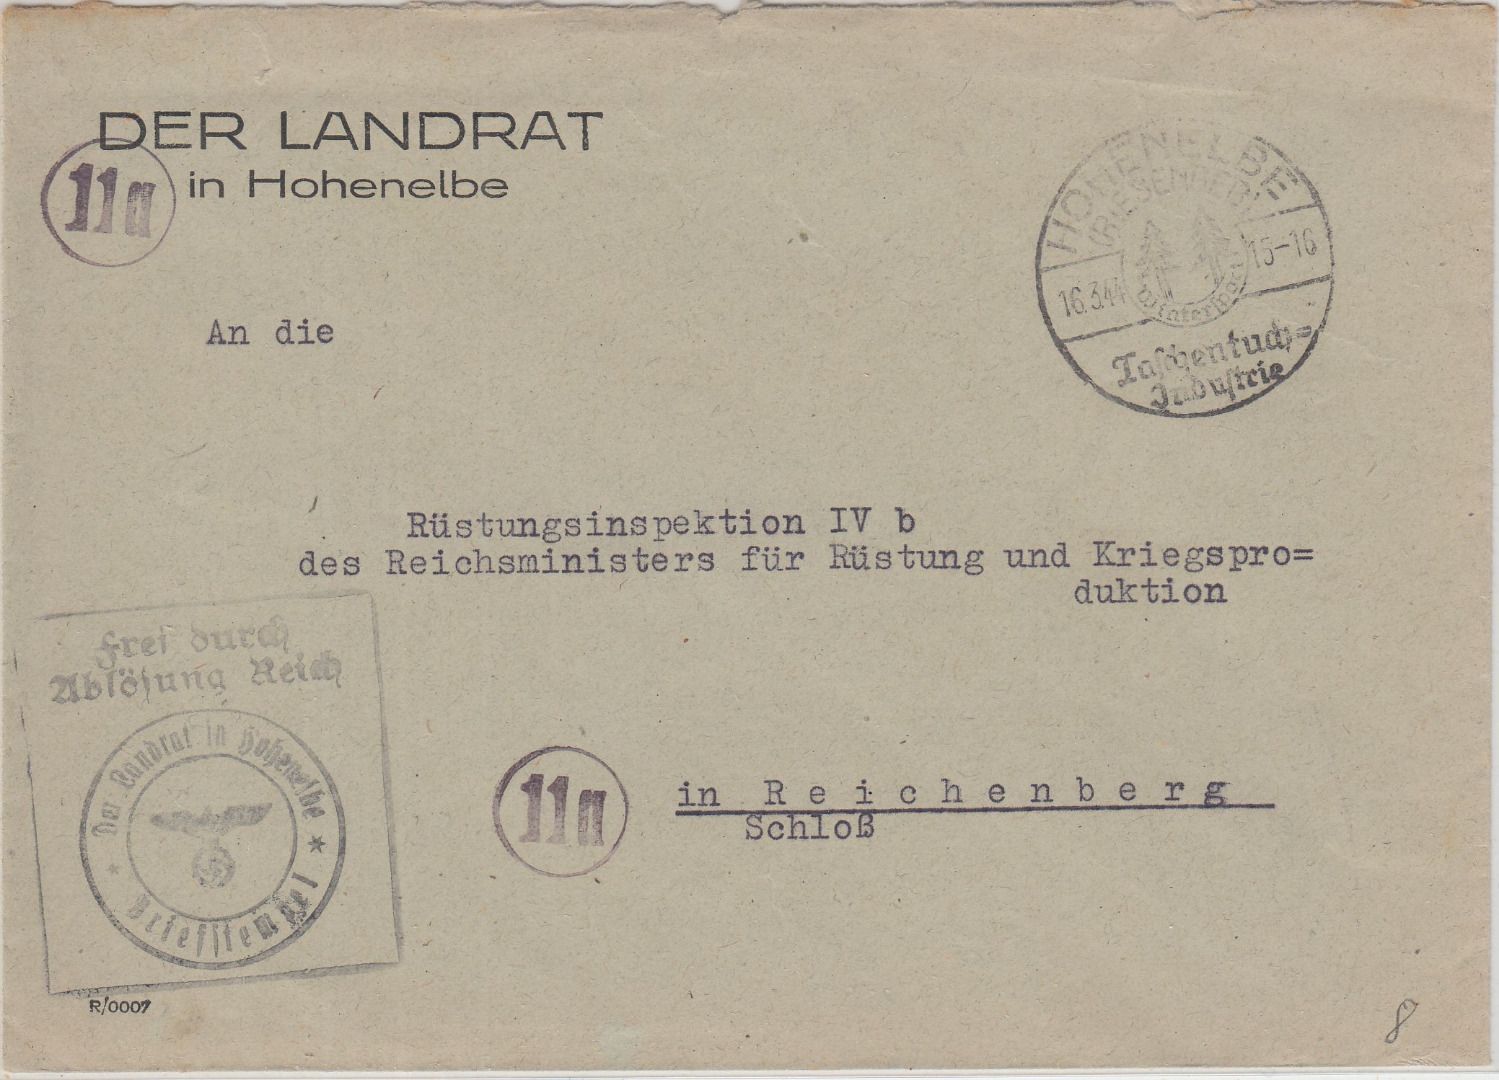 DER LANDRAT
in Hohenelbe
11a
HOHENELBE
(RIESENGEB)
16.3.44 15-16
Wintersport
Taschentuch=
Industrie
An die
Rüstungsinspektion IV b
des Reichsministers für Rüstung und Kriegspro=
duktion
Frei durch
Ablösung Reich
Der Landrat in Hohenelbe
Briefstempel
11a
in Reichenberg
Schloß
R/0007
8